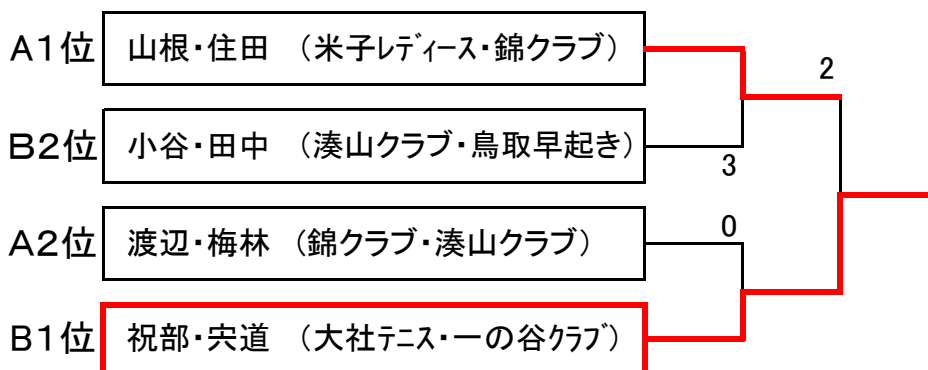 A1位 山根・住田 （米子ﾚﾃﾞｨｰｽ・錦クラブ）
2
B2位 小谷・田中 （湊山クラブ・鳥取早起き）
3
A2位 渡辺・梅林 （錦クラブ・湊山クラブ）
0
B1位 祝部・宍道 （大社ﾃﾆｽ・一の谷ｸﾗﾌﾞ）